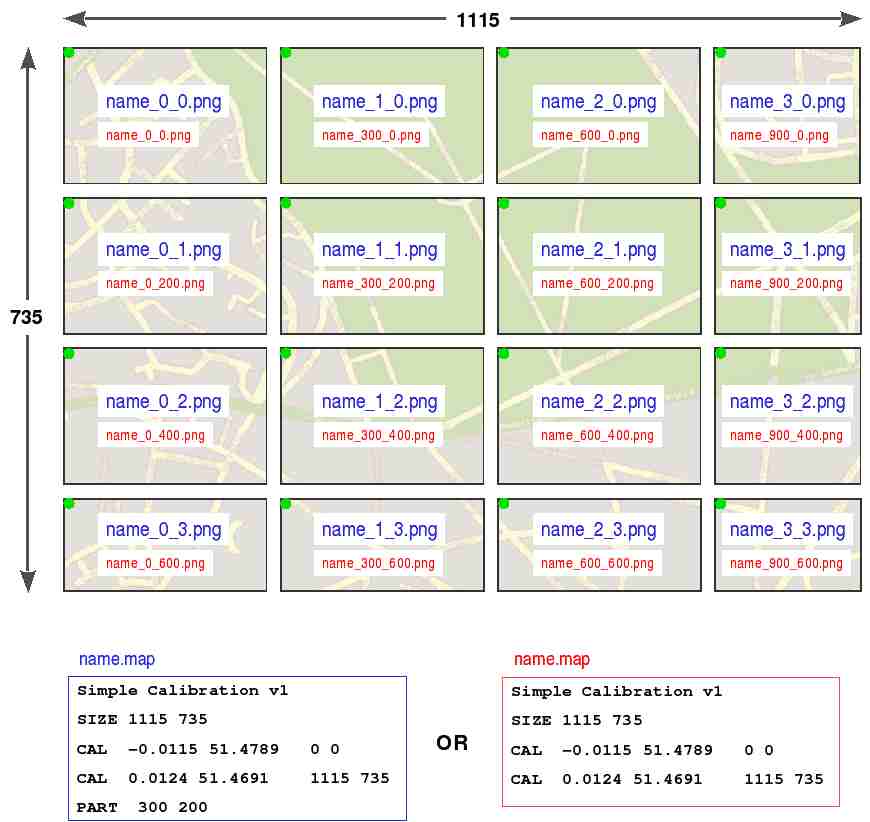 1115
name_0_0.png name_1_0.png name_2_0.png name_3_0.png
name_0_0.png name_300_0.png name_600_0.png name_900_0.png
name_0_1.png name_1_1.png name_2_1.png name_3_1.png
name_0_200.png name_300_200.png name_600_200.png name_900_200.png
735
name_0_2.png name_1_2.png name_2_2.png name_3_2.png
name_0_400.png name_300_400.png name_600_400.png name_900_400.png
name_0_3.png name_1_3.png name_2_3.png name_3_3.png
name_0_600.png name_300_600.png name_600_600.png name_900_600.png
name.map
Simple Calibration v1
SIZE 1115 735
CAL −0.0115 51.4789 0 0
CAL 0.0124 51.4691 1115 735
PART 300 200
OR
name.map
Simple Calibration v1
SIZE 1115 735
CAL −0.0115 51.4789 0 0
CAL 0.0124 51.4691 1115 735